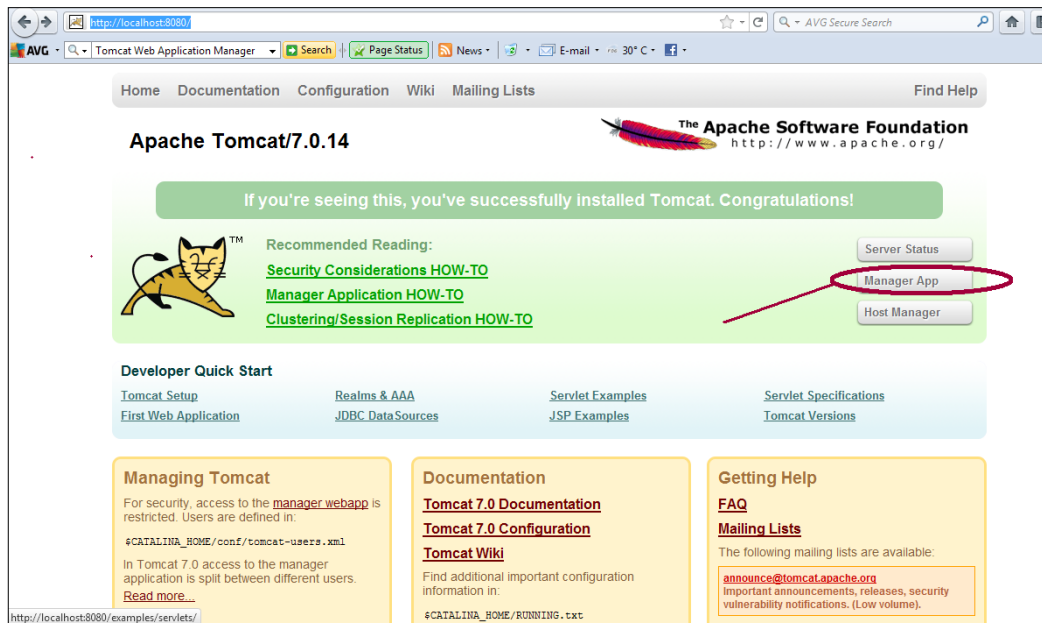 http://localhost:8080/
AVG Secure Search
AVG
Tomcat Web Application Manager
Search
Page Status
News
E-mail
30° C
Home Documentation Configuration Wiki Mailing Lists Find Help
Apache Tomcat/7.0.14
The Apache Software Foundation
http://www.apache.org/
If you're seeing this, you've successfully installed Tomcat. Congratulations!
TM
Recommended Reading:
Security Considerations HOW-TO
Manager Application HOW-TO
Clustering/Session Replication HOW-TO
Server Status
Manager App
Host Manager
Developer Quick Start
Tomcat Setup Realms & AAA Servlet Examples Servlet Specifications
First Web Application JDBC DataSources JSP Examples Tomcat Versions
Managing Tomcat
For security, access to the manager webapp is
restricted. Users are defined in:
$CATALINA_HOME/conf/tomcat-users.xml
In Tomcat 7.0 access to the manager
application is split between different users.
Read more...
Documentation
Tomcat 7.0 Documentation
Tomcat 7.0 Configuration
Tomcat Wiki
Find additional important configuration
information in:
$CATALINA_HOME/RUNNING.txt
Getting Help
FAQ
Mailing Lists
The following mailing lists are available:
announce@tomcat.apache.org
Important announcements, releases, security
vulnerability notifications. (Low volume).
http://localhost:8080/examples/servlets/